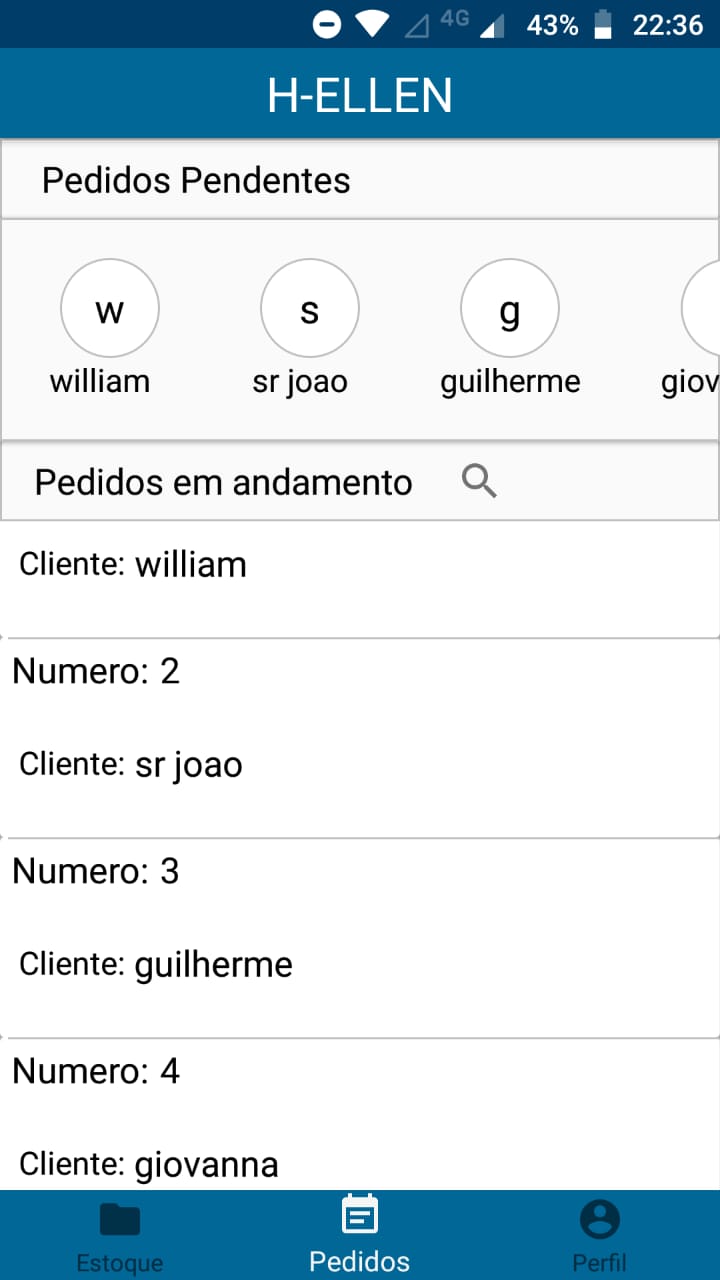 4G 43% 22:36
H-ELLEN
Pedidos Pendentes
w s g
william sr joao guilherme giov
Pedidos em andamento
Cliente: william
Numero: 2
Cliente: sr joao
Numero: 3
Cliente: guilherme
Numero: 4
Cliente: giovanna
Estoque Pedidos Perfil